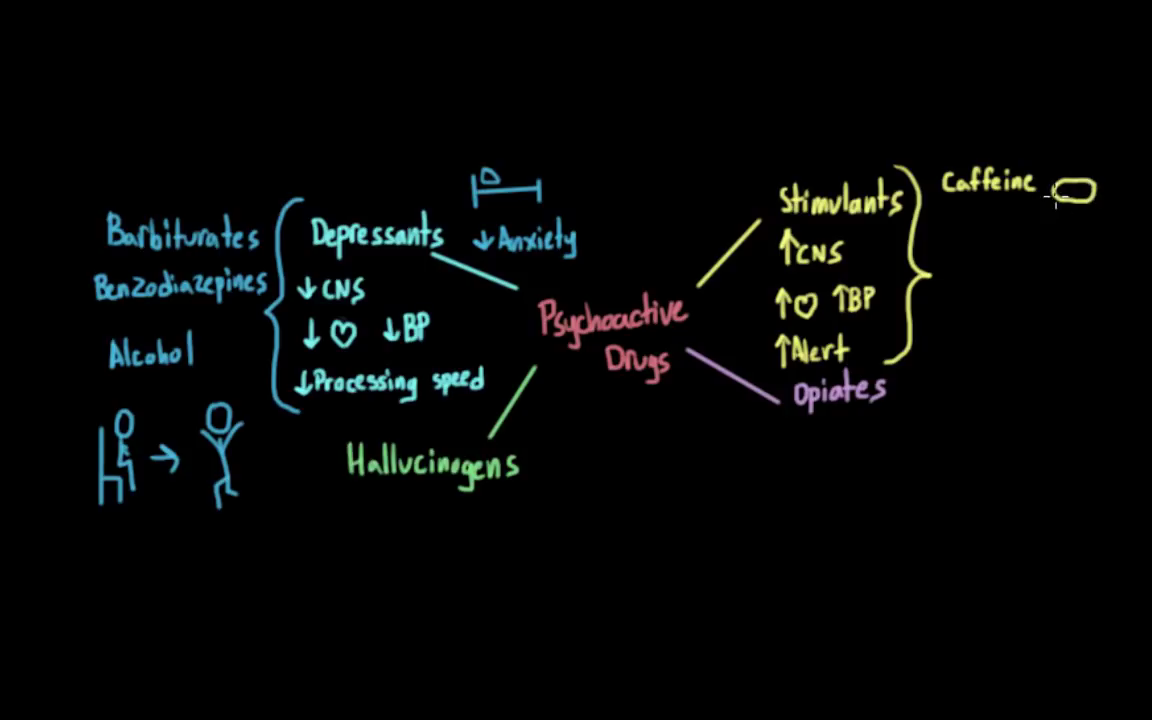 Barbiturates
Benzodiazepines
Alcohol
Depressants
↓CNS
↓ ♡ ↓BP
↓Processing speed
↓Anxiety
Psychoactive
Drugs
Hallucinogens
Stimulants
↑CNS
↑♡ ↑BP
↑Alert
Opiates
Caffeine